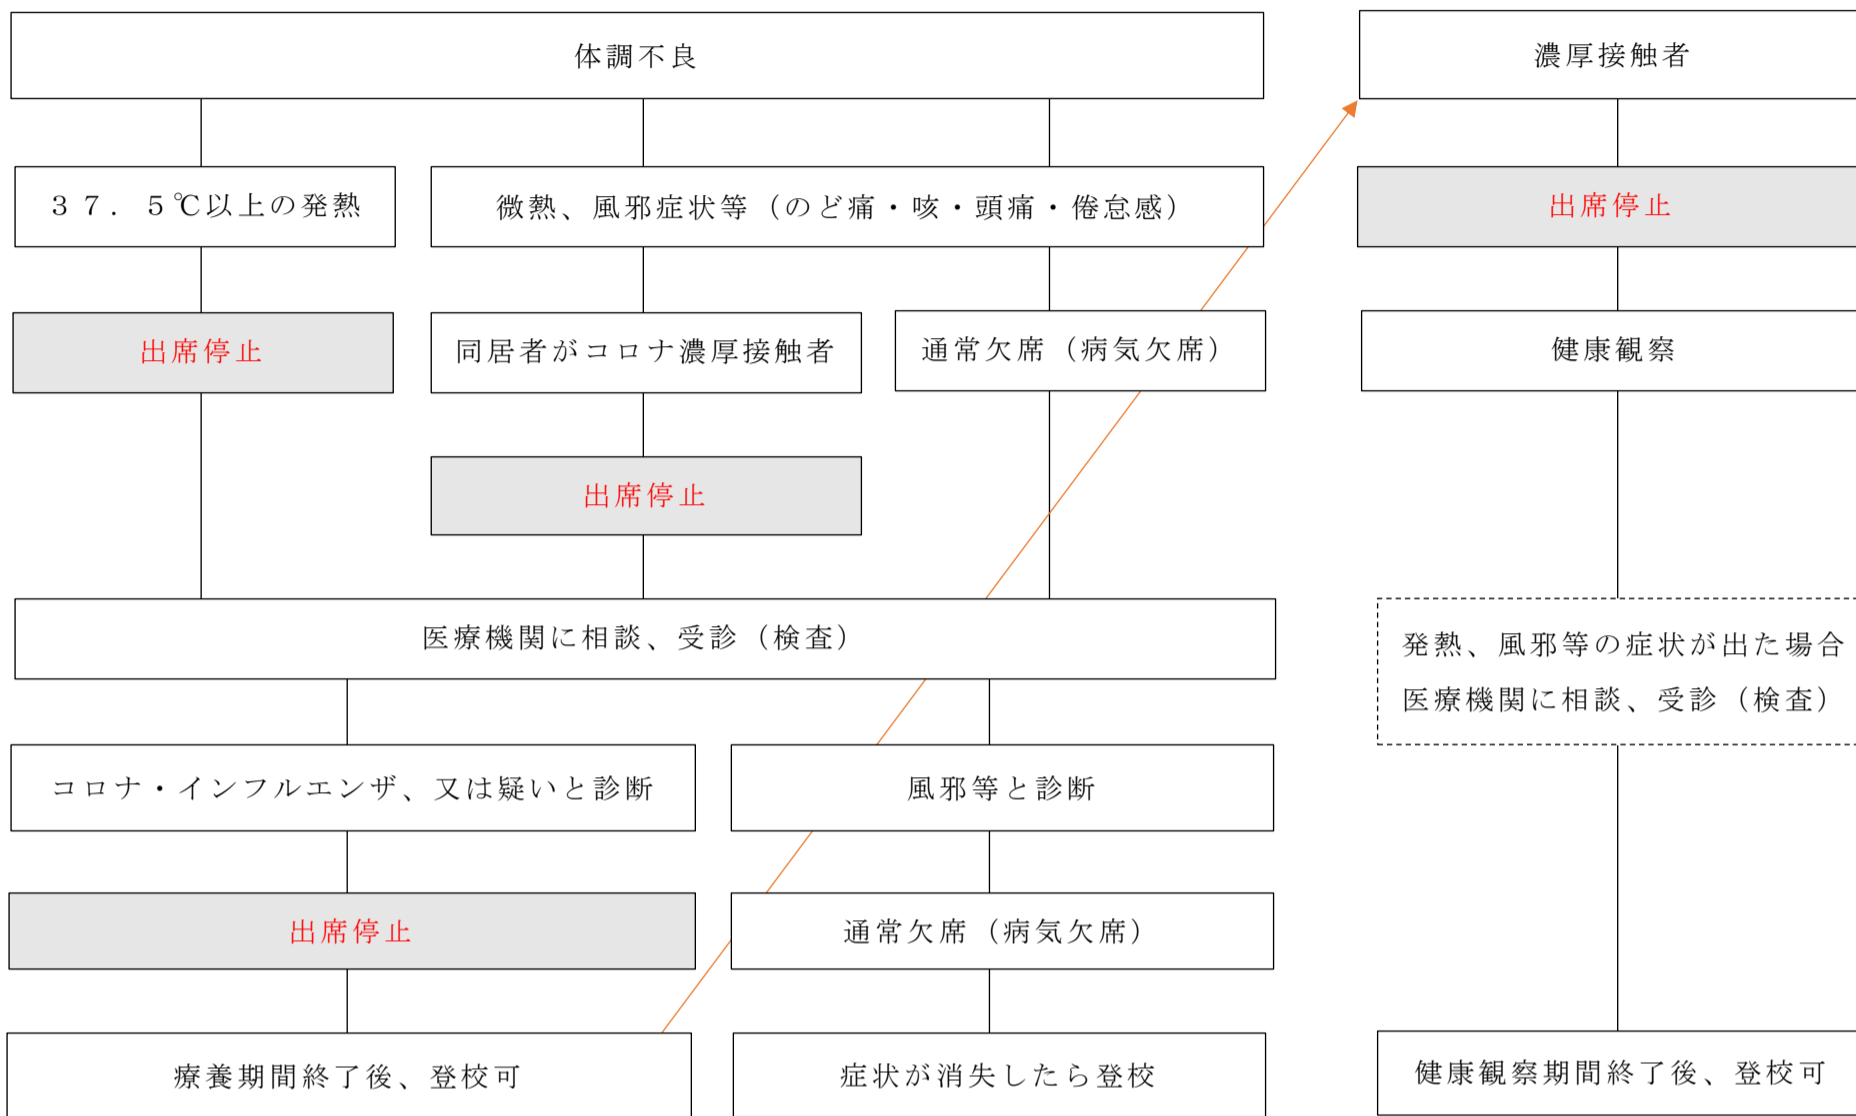 体調不良
濃厚接触者
３７．５℃以上の発熱
微熱、風邪症状等（のど痛・咳・頭痛・倦怠感）
出席停止
出席停止
同居者がコロナ濃厚接触者
通常欠席（病気欠席）
健康観察
出席停止
医療機関に相談、受診（検査）
発熱、風邪等の症状が出た場合
医療機関に相談、受診（検査）
コロナ・インフルエンザ、又は疑いと診断
風邪等と診断
出席停止
通常欠席（病気欠席）
療養期間終了後、登校可
症状が消失したら登校
健康観察期間終了後、登校可